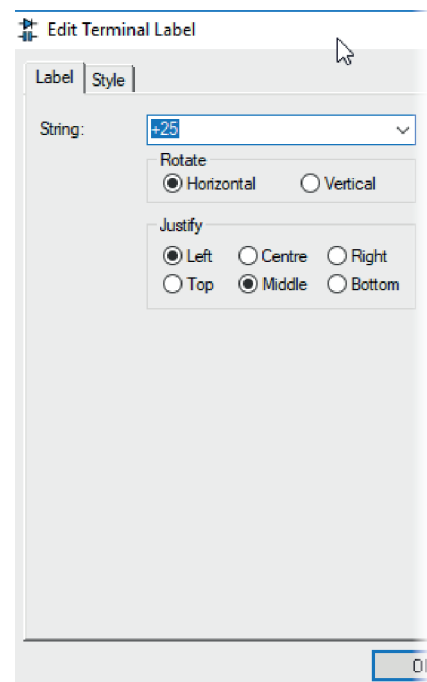 Edit Terminal Label
Label Style
String: +25
Rotate
Horizontal Vertical
Justify
Left Centre Right
Top Middle Bottom